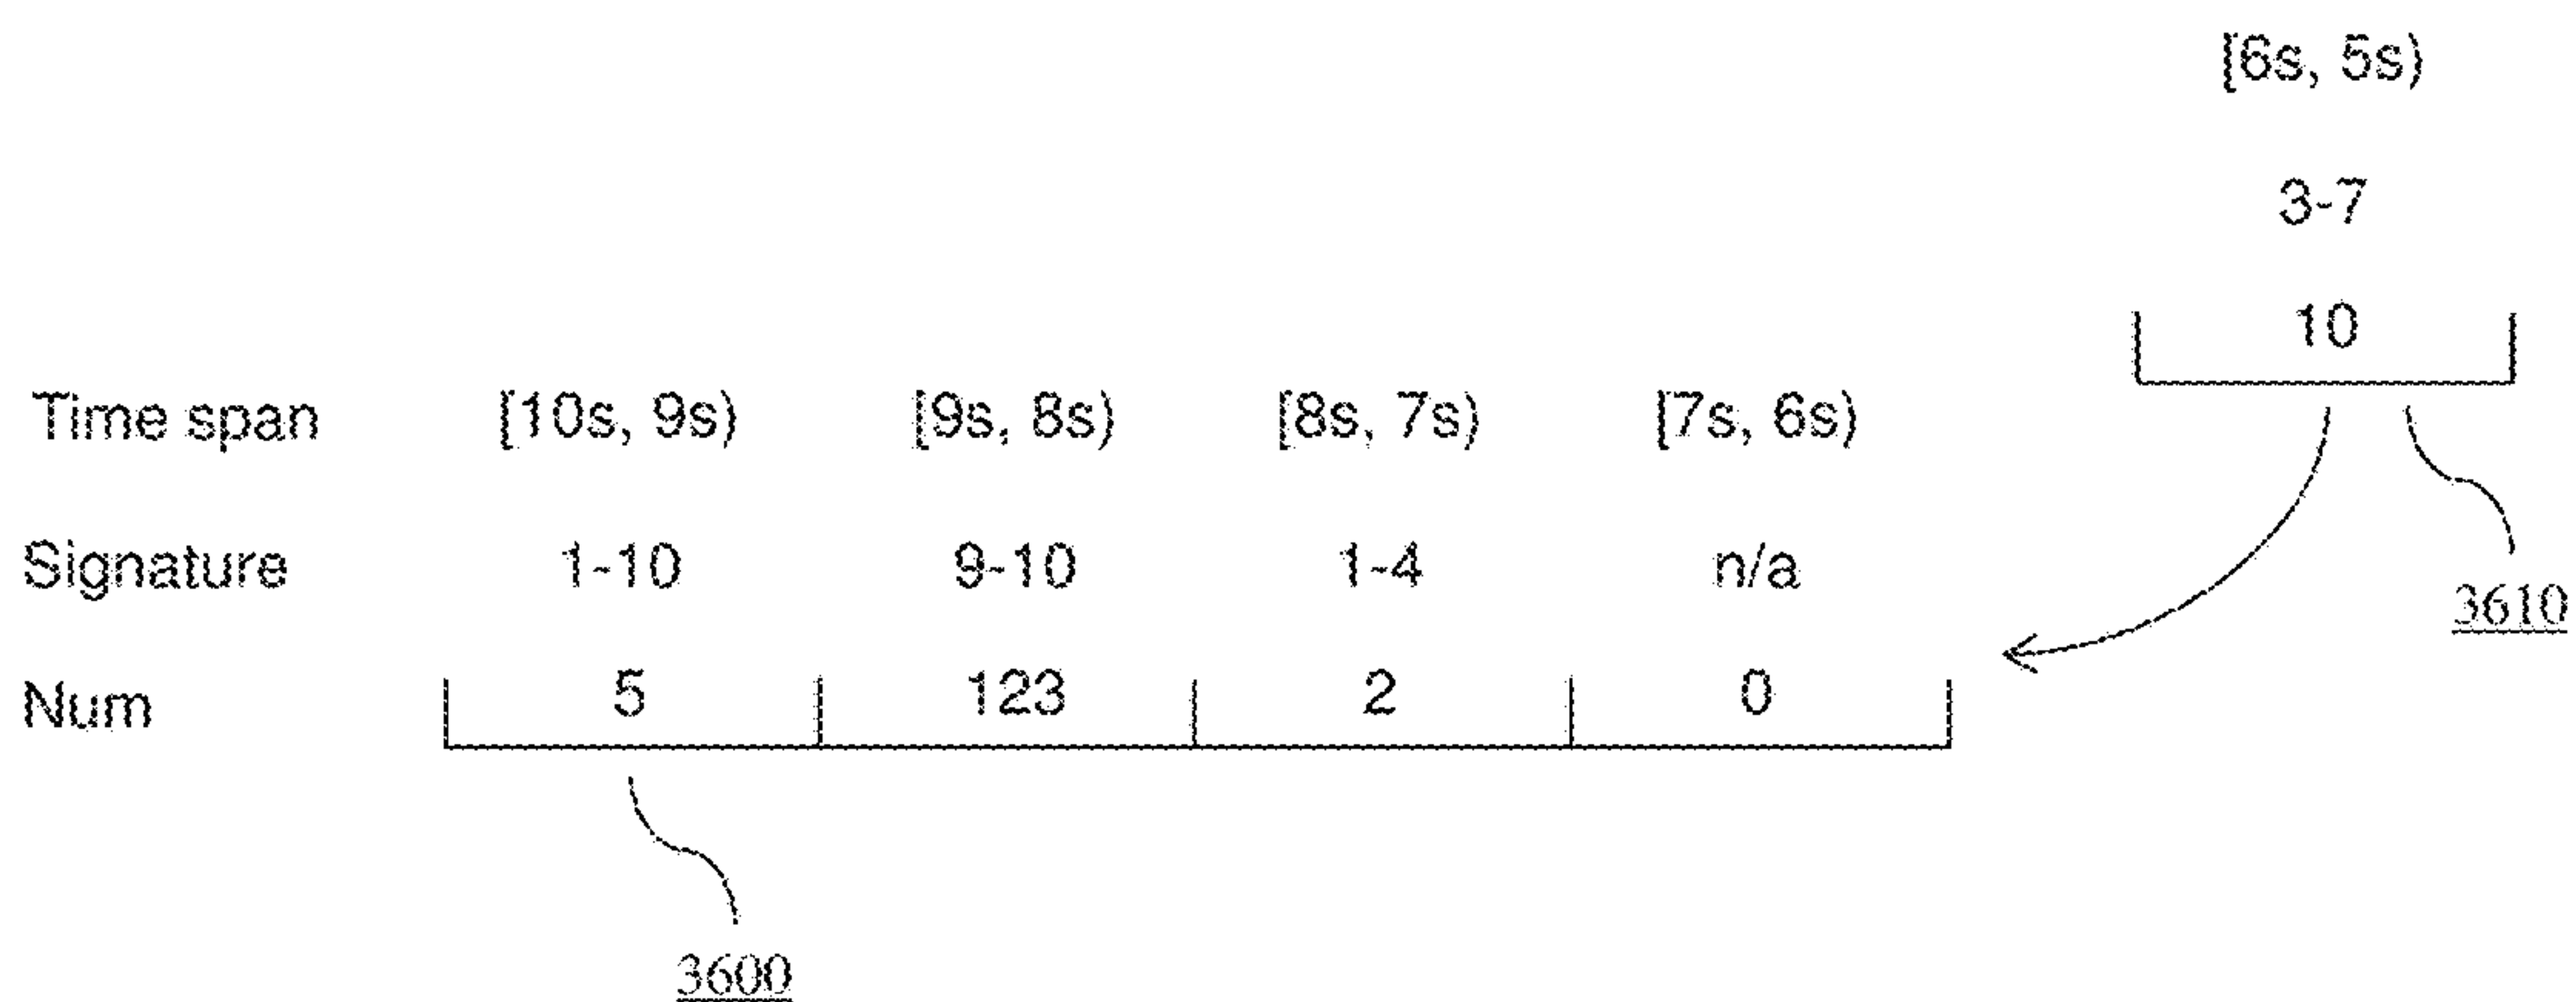 [6s, 5s)
3-7
10
Time span [10s, 9s) [9s, 8s) [8s, 7s) [7s, 6s)
Signature 1-10 9-10 1-4 n/a
3610
Num 5 123 2 0
3600